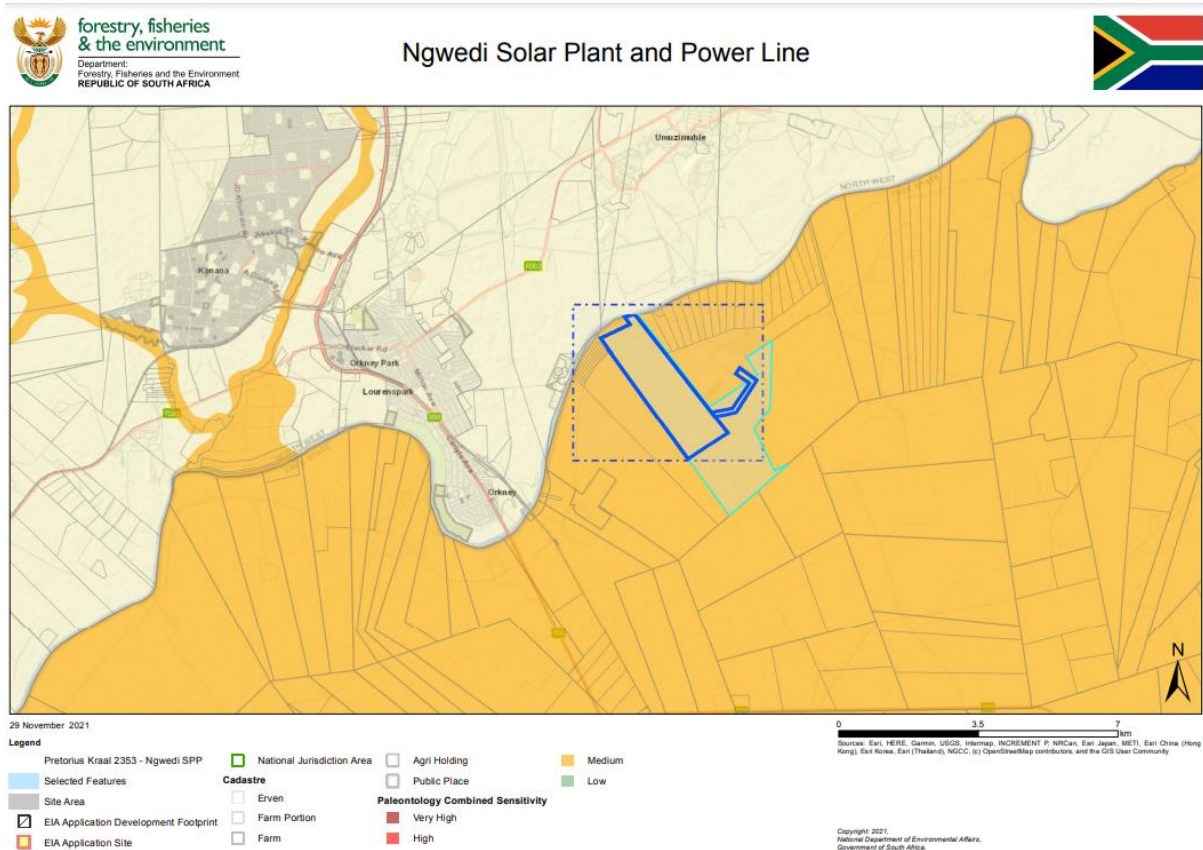 forestry, fisheries
& the environment
Department:
Forestry, Fisheries and the Environment
REPUBLIC OF SOUTH AFRICA
Ngwedi Solar Plant and Power Line
Umuzimuhle
NORTH WEST
FREE STATE
Kanana
R502
Orkney Park
Lourenspark
Orkney
N
29 November 2021
0 3.5 7
km
Sources: Esri, HERE, Garmin, USGS, Intermap, INCREMENT P, NRCan, Esri Japan, METI, Esri China (Hong
Kong), Esri Korea, Esri (Thailand), NGCC, (c) OpenStreetMap contributors, and the GIS User Community
Legend
Pretorius Kraal 2353 - Ngwedi SPP
Selected Features
Site Area
EIA Application Development Footprint
EIA Application Site
National Jurisdiction Area
Cadastre
Erven
Farm Portion
Farm
Agri Holding
Public Place
Paleontology Combined Sensitivity
Very High
High
Medium
Low
Copyright: 2021,
National Department of Environmental Affairs,
Government of South Africa.